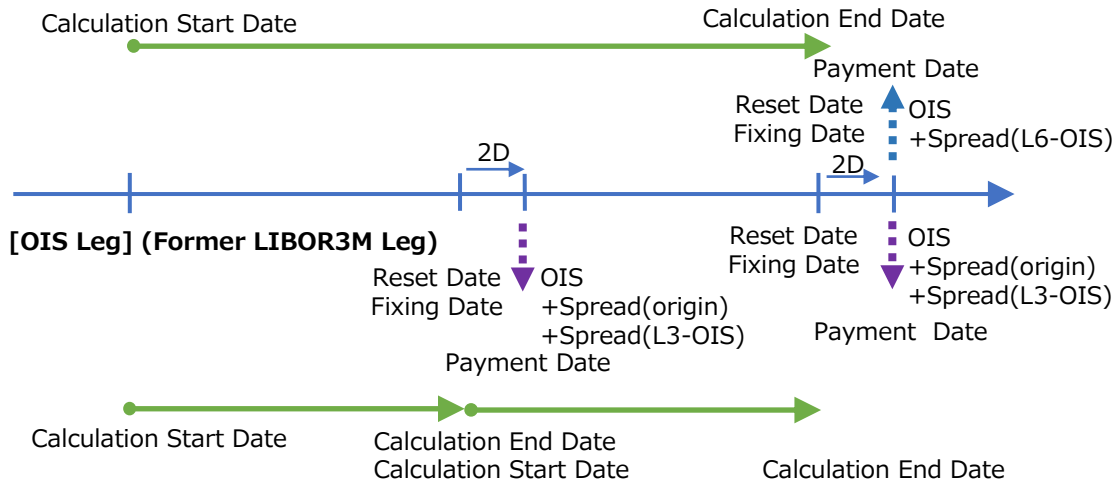 Calculation Start Date
Calculation End Date
Payment Date
Reset Date
Fixing Date
OIS
+Spread(L6-OIS)
2D
2D
[OIS Leg] (Former LIBOR3M Leg)
Reset Date
Fixing Date
OIS
+Spread(origin)
+Spread(L3-OIS)
Payment Date
Reset Date
Fixing Date
OIS
+Spread(origin)
+Spread(L3-OIS)
Payment Date
Calculation Start Date
Calculation End Date
Calculation Start Date
Calculation End Date